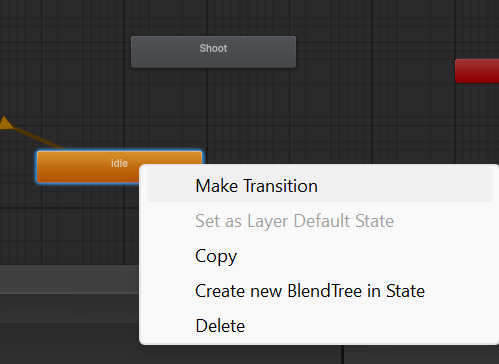 Shoot
idle
Make Transition
Set as Layer Default State
Copy
Create new BlendTree in State
Delete